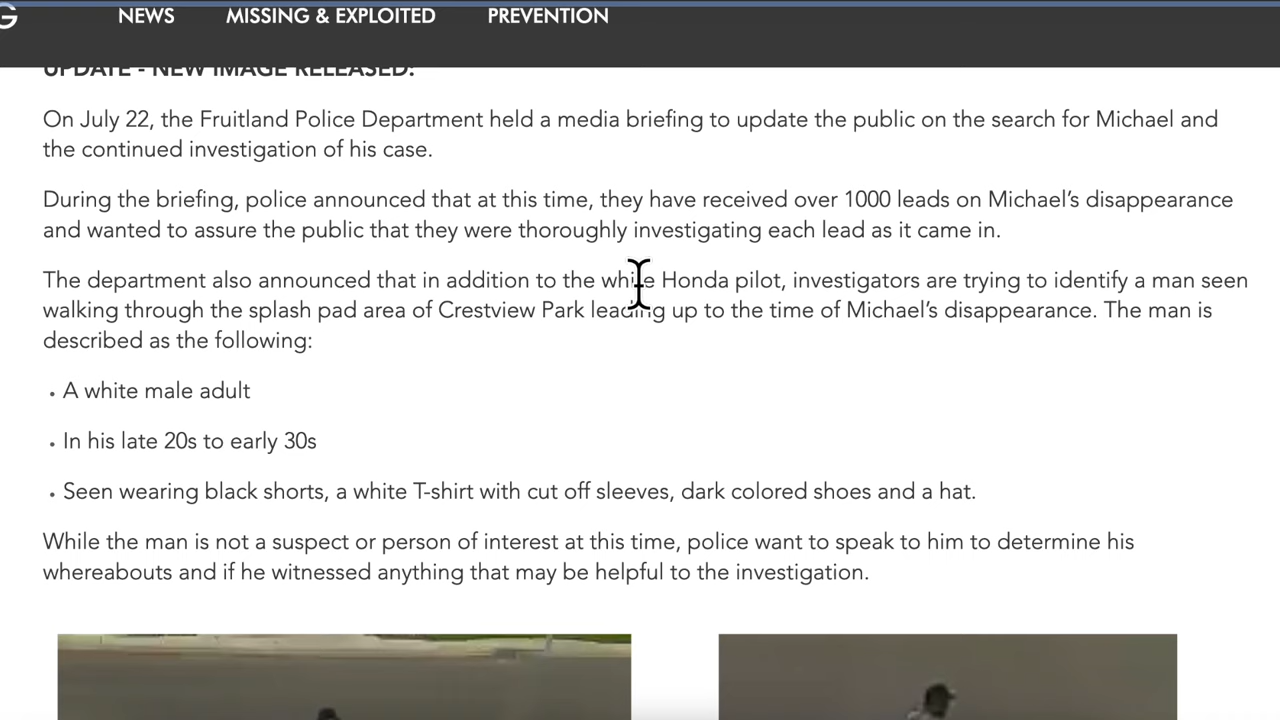 G
NEWS
MISSING & EXPLOITED
PREVENTION
UPDATE - NEW IMAGE RELEASED:
On July 22, the Fruitland Police Department held a media briefing to update the public on the search for Michael and
the continued investigation of his case.
During the briefing, police announced that at this time, they have received over 1000 leads on Michael's disappearance
and wanted to assure the public that they were thoroughly investigating each lead as it came in.
The department also announced that in addition to the white Honda pilot, investigators are trying to identify a man seen
walking through the splash pad area of Crestview Park leading up to the time of Michael's disappearance. The man is
described as the following:
• A white male adult
• In his late 20s to early 30s
• Seen wearing black shorts, a white T-shirt with cut off sleeves, dark colored shoes and a hat.
While the man is not a suspect or person of interest at this time, police want to speak to him to determine his
whereabouts and if he witnessed anything that may be helpful to the investigation.